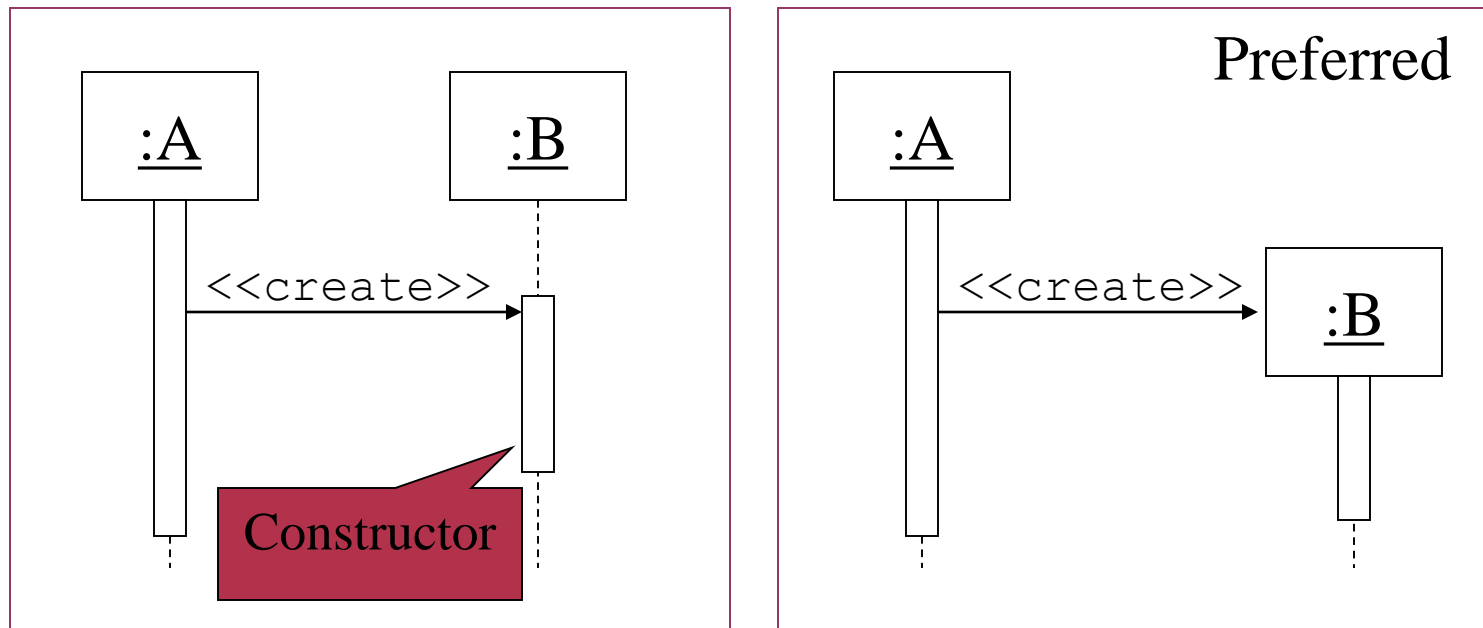 :A
:B
<<create>>
Constructor
Preferred
:A
<<create>>
:B